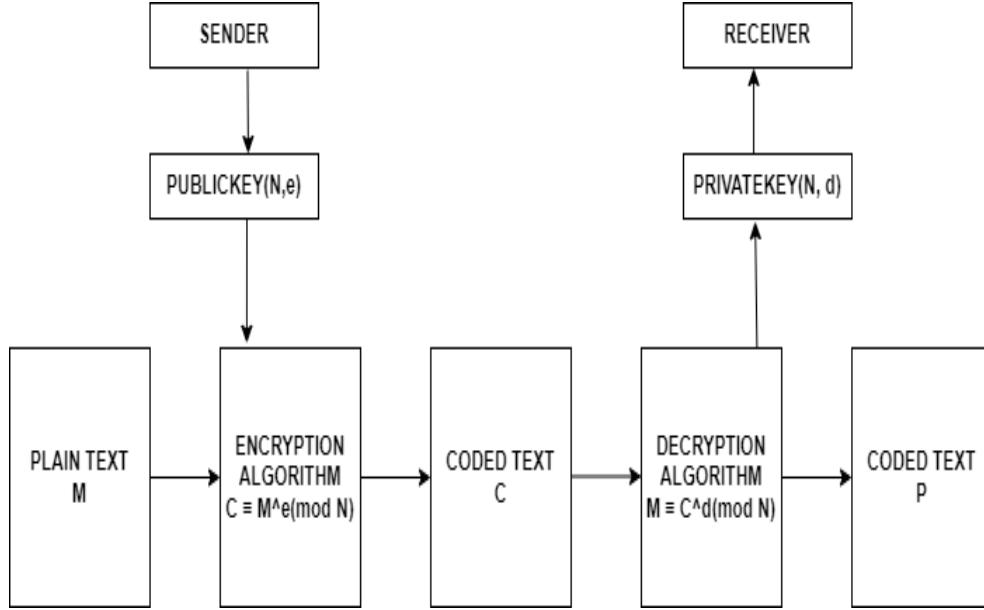 SENDER
RECEIVER
PUBLICKEY(N,e)
PRIVATEKEY(N, d)
PLAIN TEXT
M
ENCRYPTION
ALGORITHM
C ≡ M^e(mod N)
CODED TEXT
C
DECRYPTION
ALGORITHM
M ≡ C^d(mod N)
CODED TEXT
P